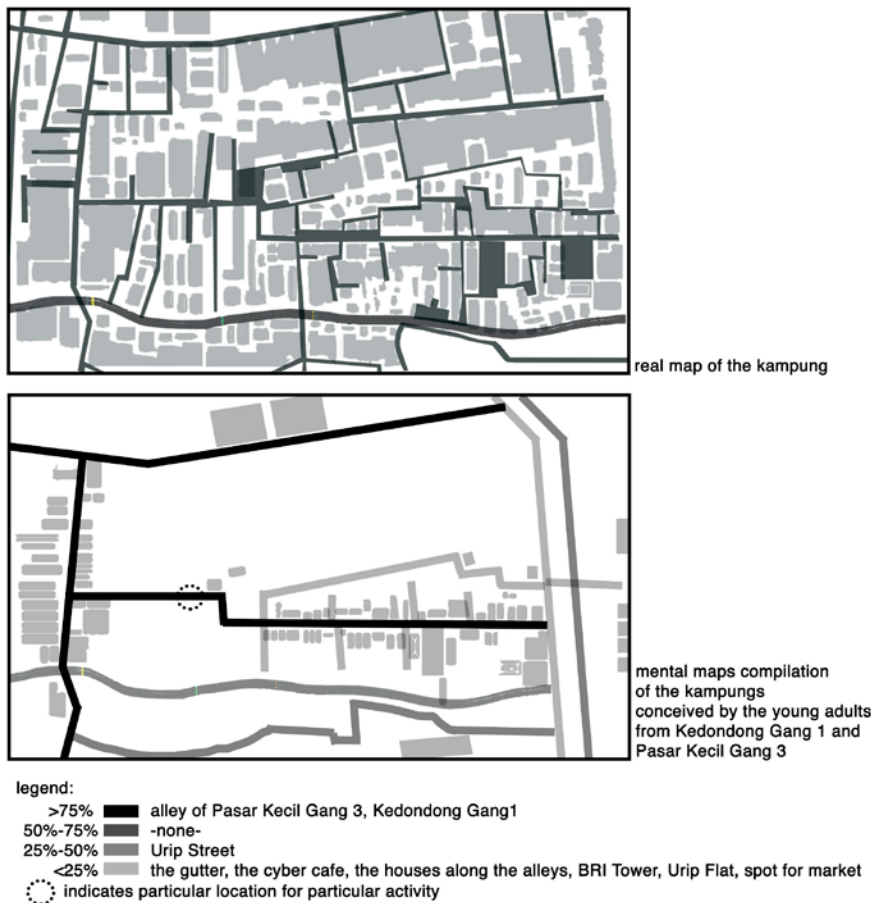 real map of the kampung
mental maps compilation
of the kampungs
conceived by the young adults
from Kedondong Gang 1 and
Pasar Kecil Gang 3
legend:
>75% alley of Pasar Kecil Gang 3, Kedondong Gang1
50%-75% -none-
25%-50% Urip Street
<25% the gutter, the cyber cafe, the houses along the alleys, BRI Tower, Urip Flat, spot for market
indicates particular location for particular activity